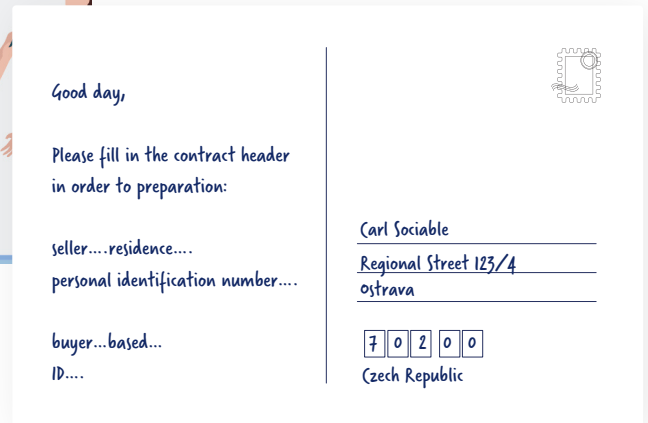 Good day,
Please fill in the contract header
in order to preparation:
seller....residence....
personal identification number....
buyer...based...
ID....
Carl Sociable
Regional Street 123/4
Ostrava
70200
Czech Republic